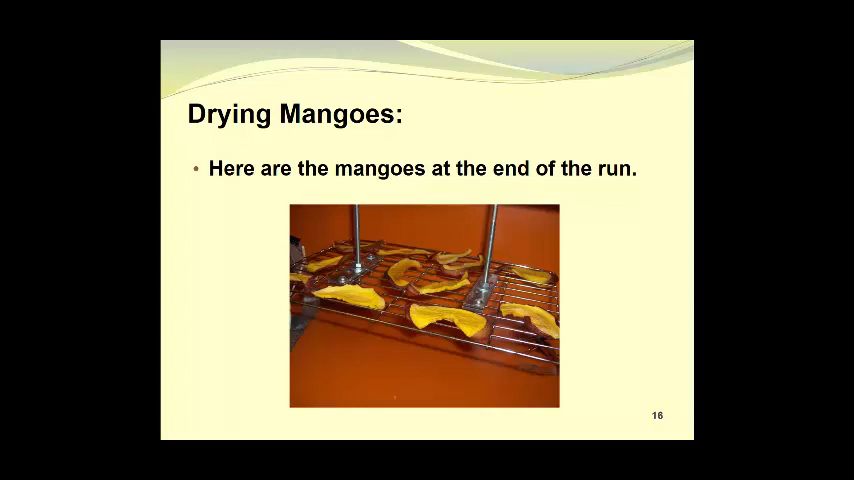 Drying Mangoes:
• Here are the mangoes at the end of the run.
16